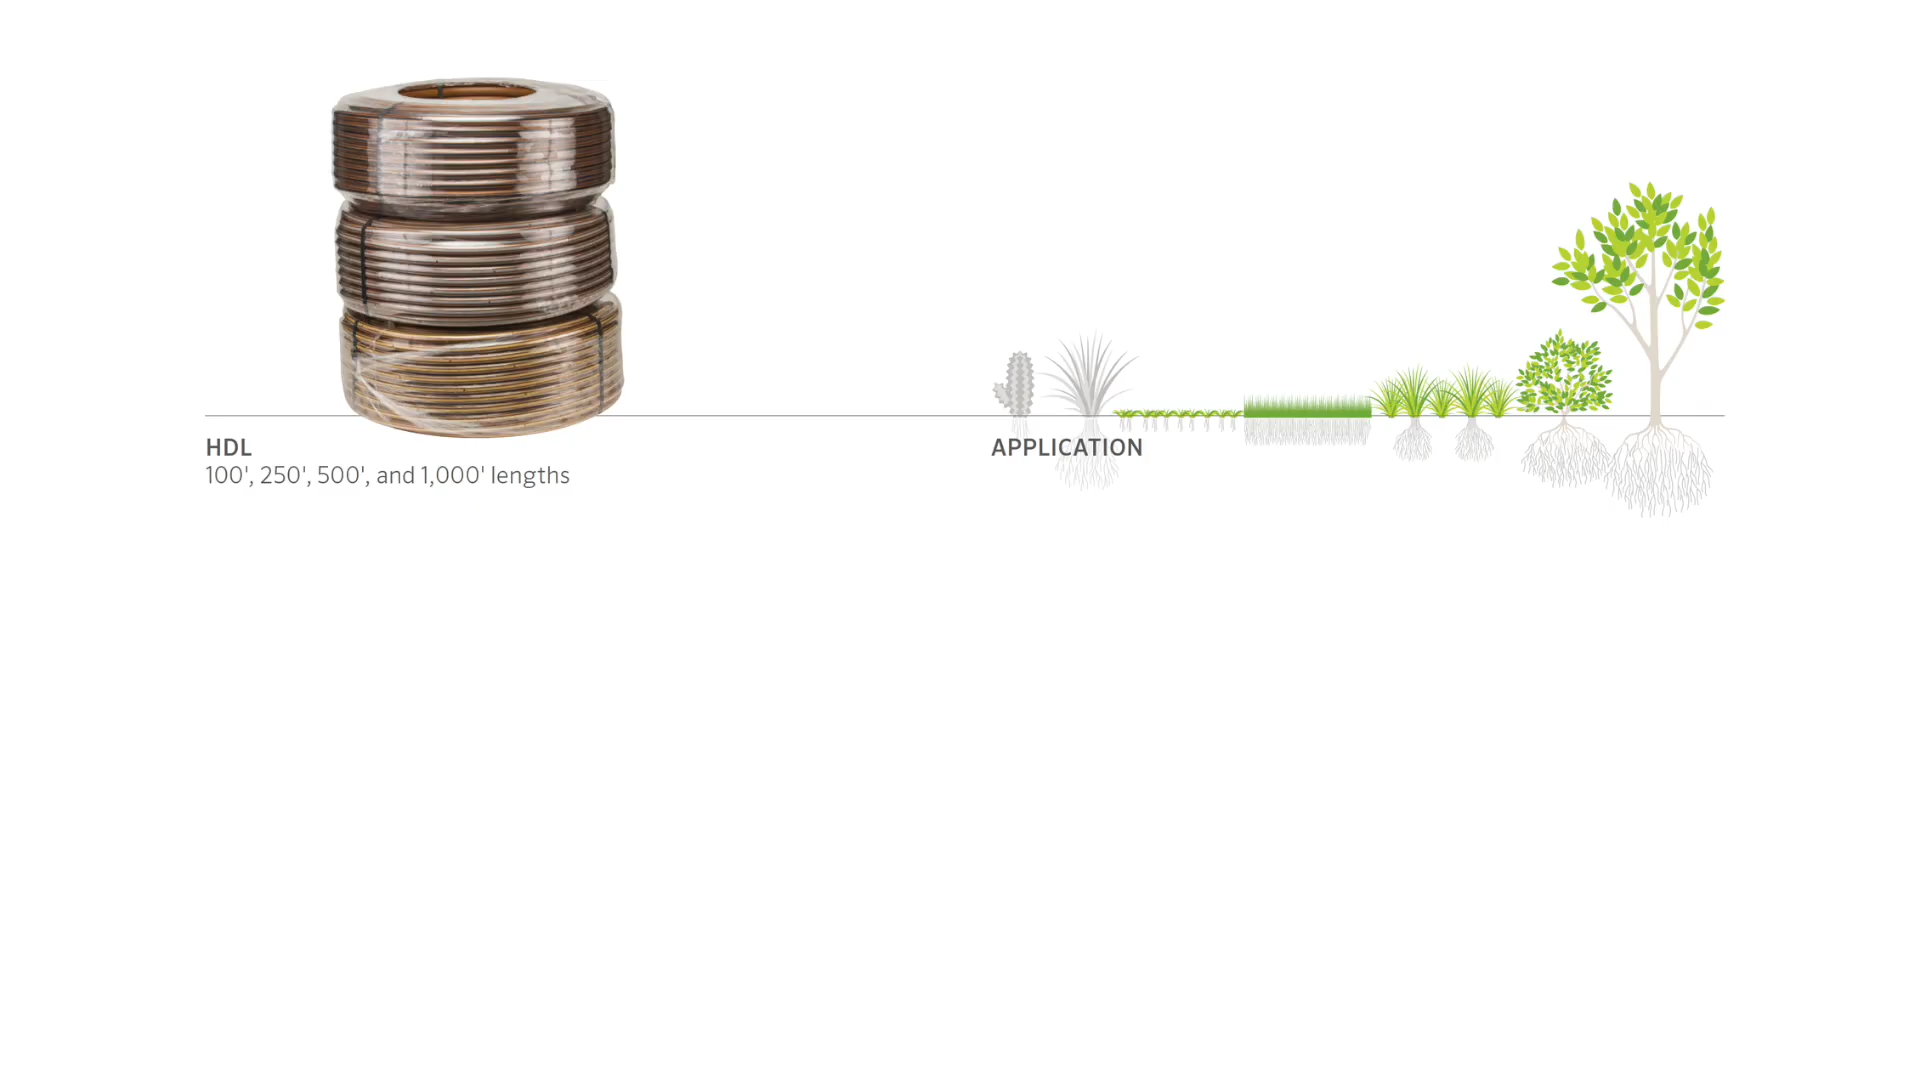 HDL
100', 250', 500', and 1,000' lengths
APPLICATION